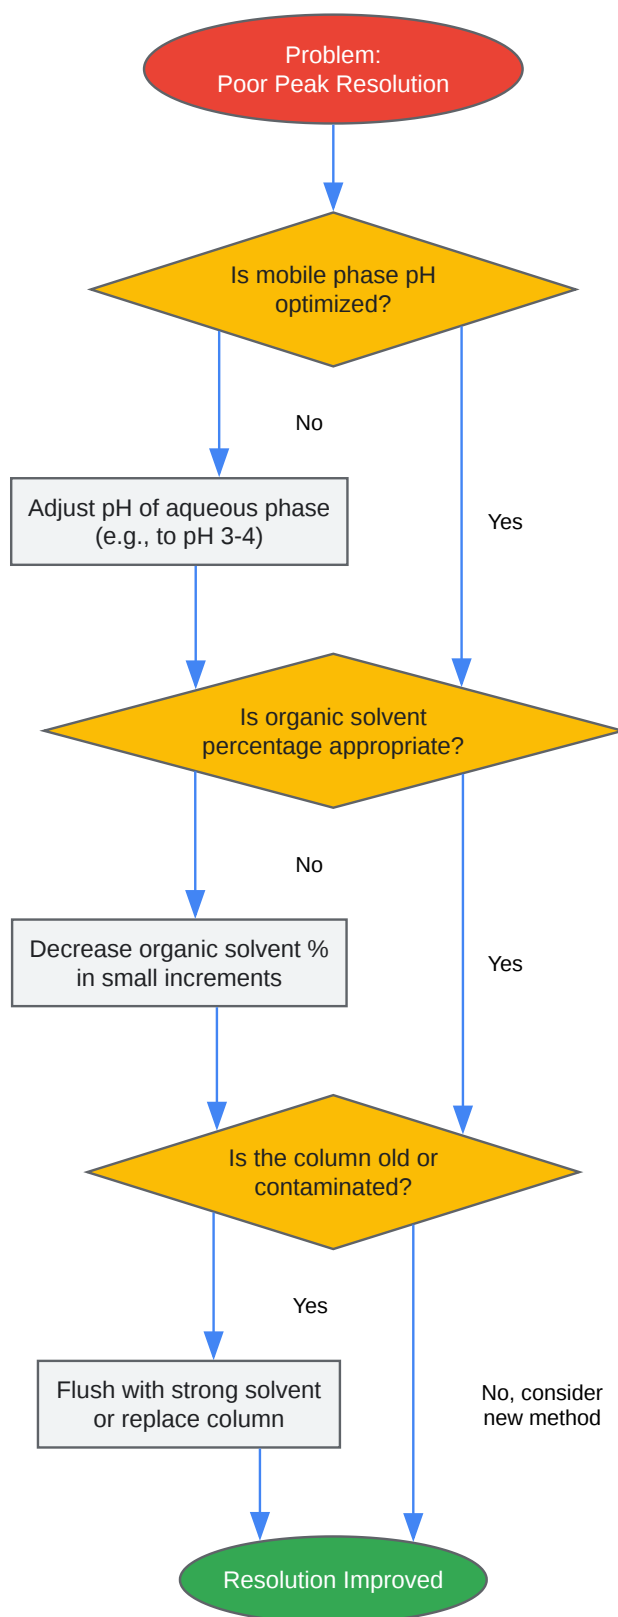 Problem:
Poor Peak Resolution
Is mobile phase pH
optimized?
No
Adjust pH of aqueous phase
(e.g., to pH 3-4)
Yes
Is organic solvent
percentage appropriate?
No
Decrease organic solvent %
in small increments
Yes
Is the column old or
contaminated?
Yes
Flush with strong solvent
or replace column
No, consider
new method
Resolution Improved